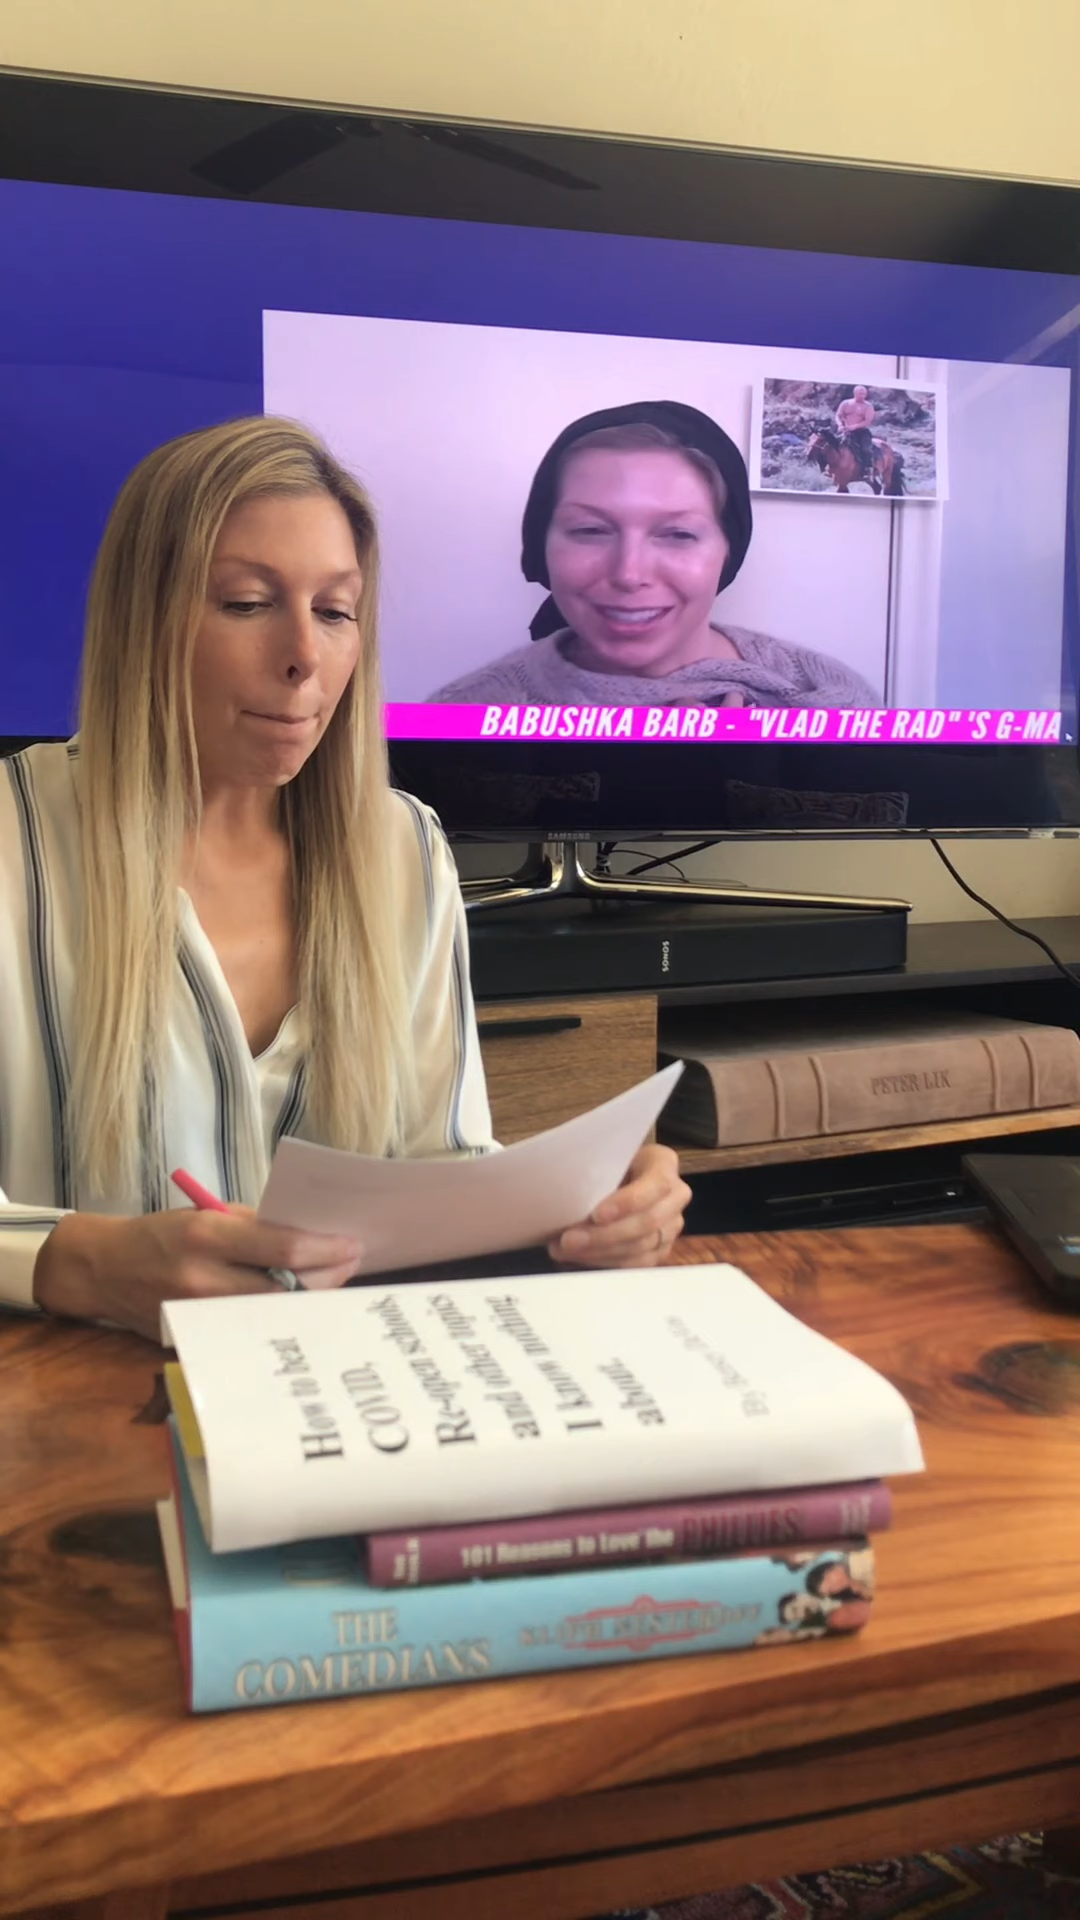 BABUSHKA BARB - "VLAD THE RAD" 'S G-MA
SAMSUNG
SONOS
PETER LIK
How to beat
COVID,
Re-open schools,
and other topics
I know nothing
about.
101 Reasons to Love the PHILLIES
THE
COMEDIANS